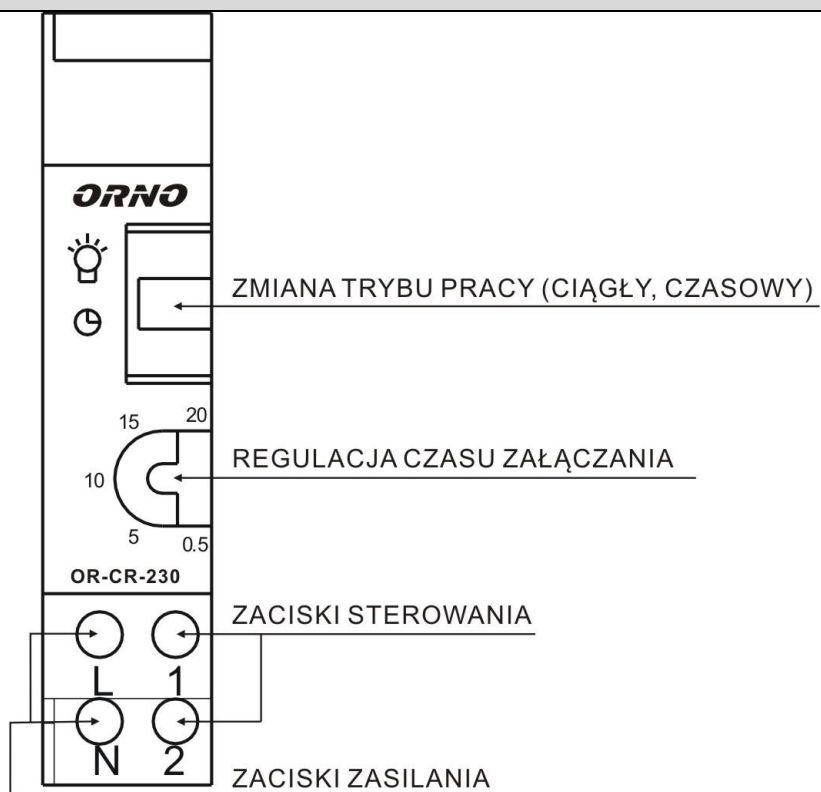 ORNO
ZMIANA TRYBU PRACY (CIĄGŁY, CZASOWY)
15 20
REGULACJA CZASU ZAŁĄCZANIA
10
5 0.5
OR-CR-230
ZACISKI STEROWANIA
L 1
N 2
ZACISKI ZASILANIA